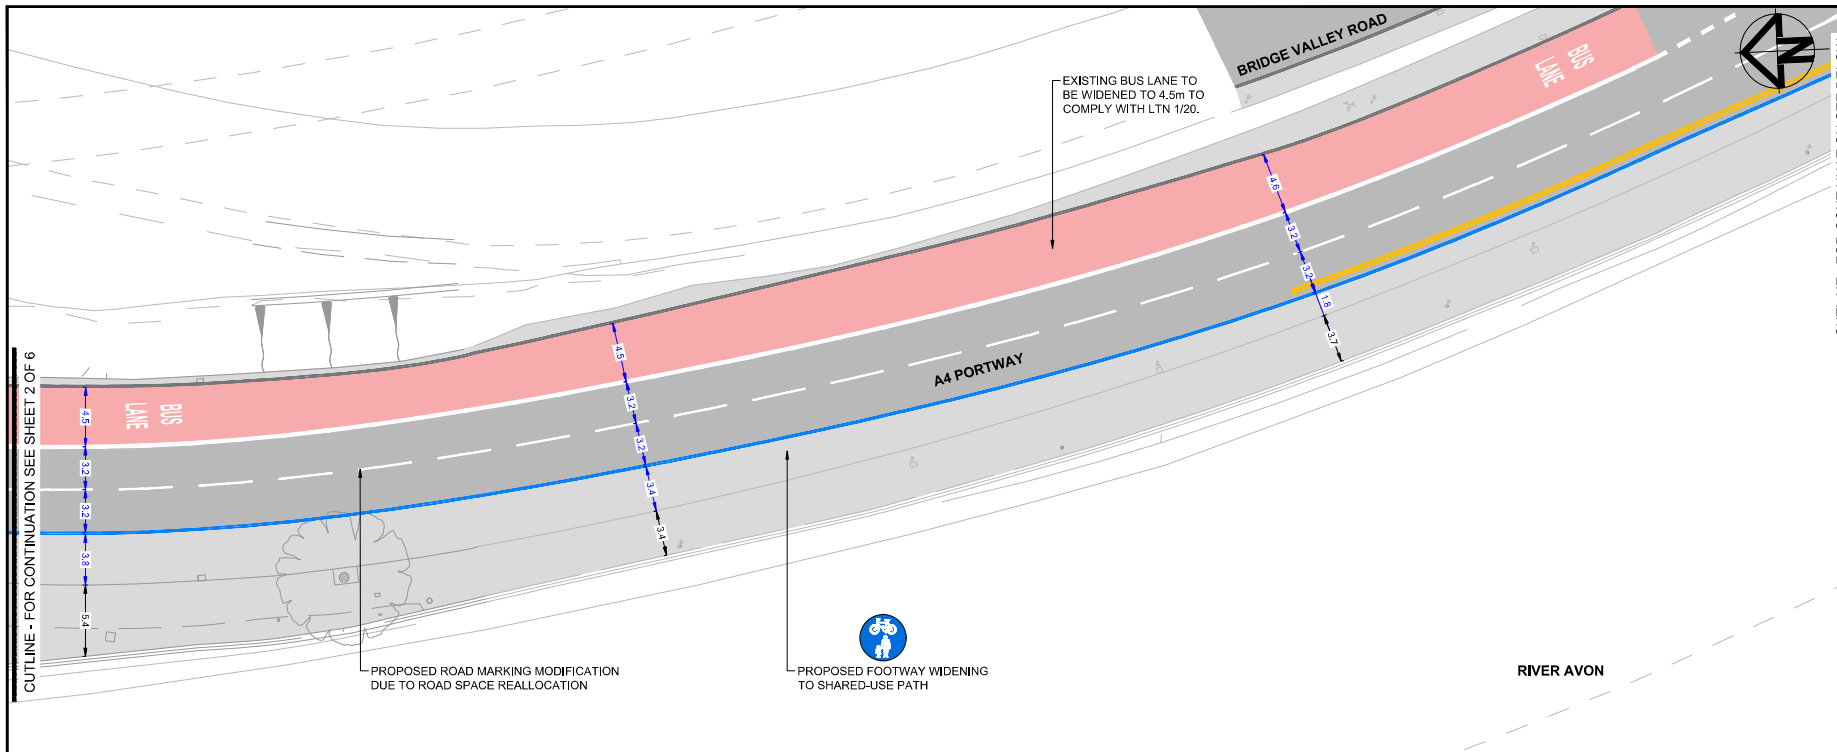 BRIDGE VALLEY ROAD
BUS
LANE
N
EXISTING BUS LANE TO
BE WIDENED TO 4.5m TO
COMPLY WITH LTN 1/20.
4.6
3.2
3.2
1.8
3.7
4.5
3.2
3.2
3.4
3.4
A4 PORTWAY
CUTLINE - FOR CONTINUATION SEE SHEET 2 OF 6
BUS
LANE
4.5
3.2
3.2
3.8
5.4
PROPOSED ROAD MARKING MODIFICATION
DUE TO ROAD SPACE REALLOCATION
PROPOSED FOOTWAY WIDENING
TO SHARED-USE PATH
RIVER AVON